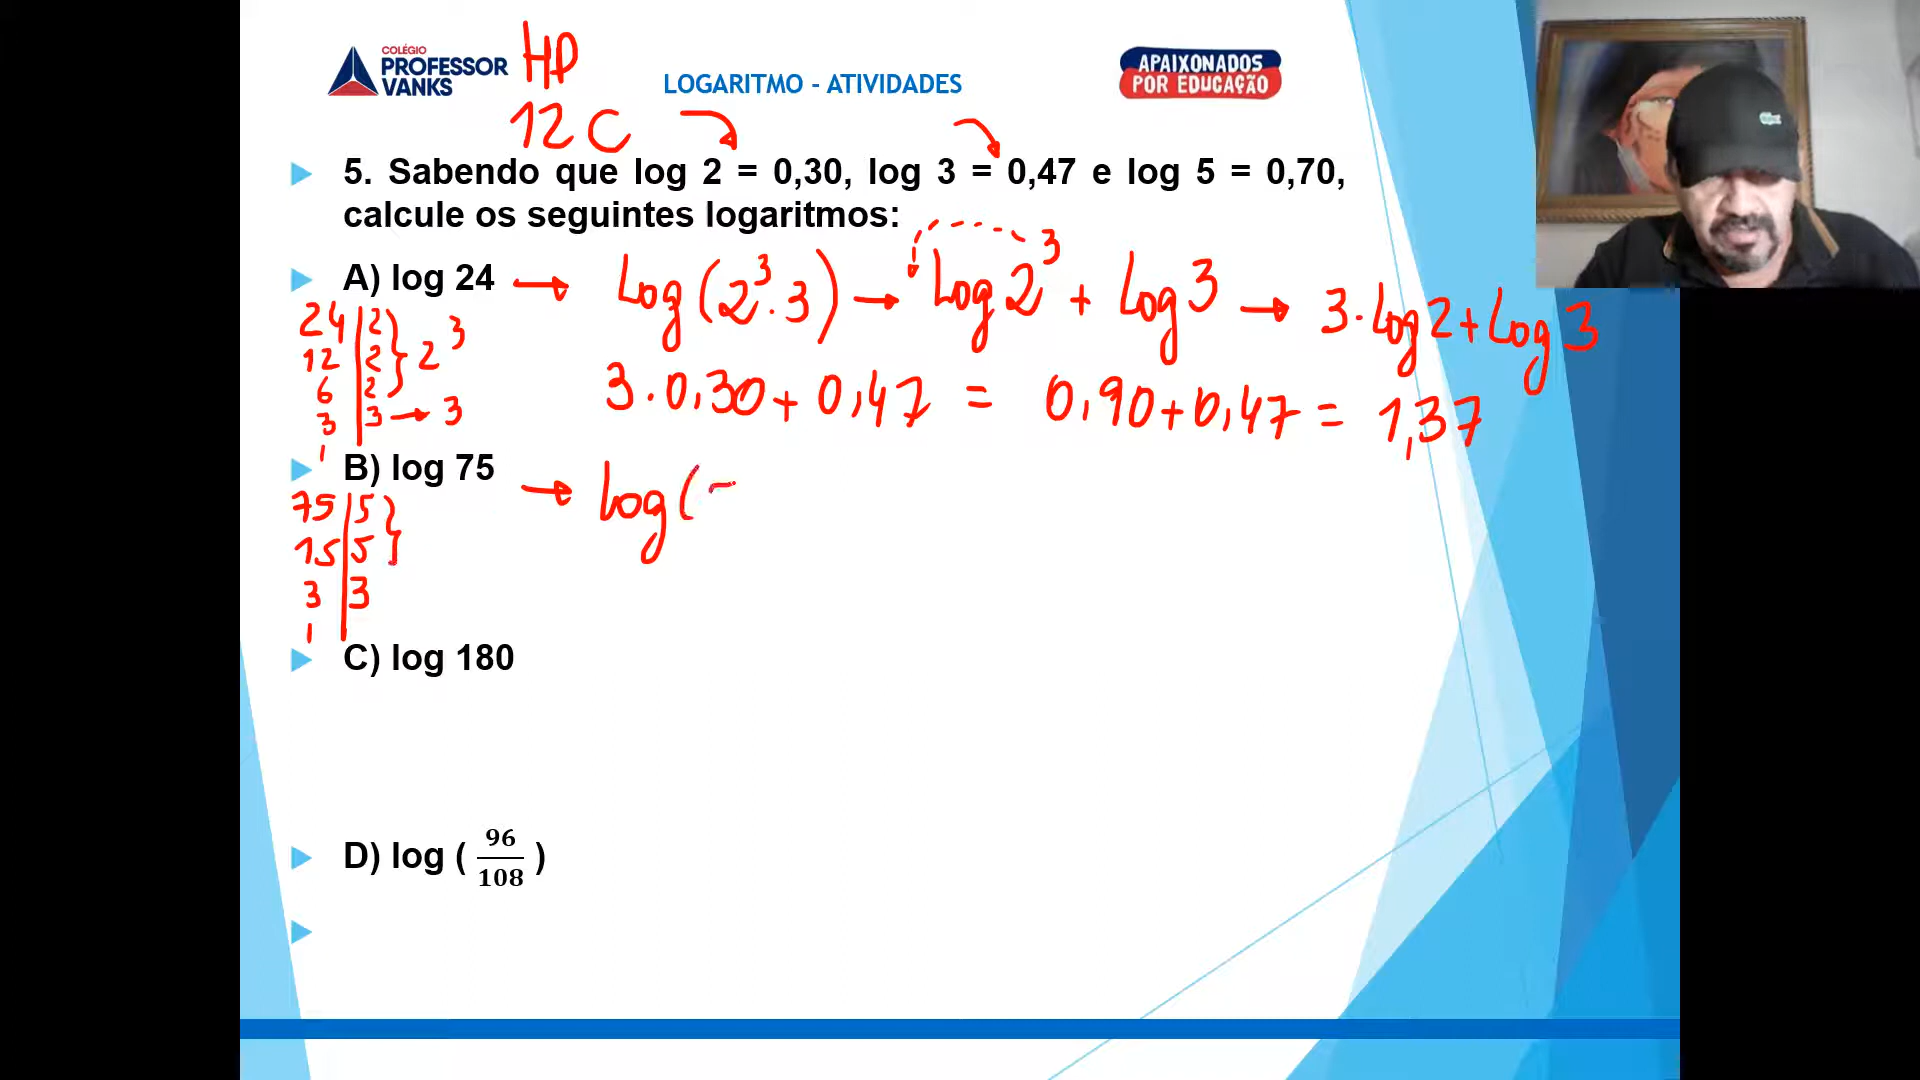 COLÉGIO
PROFESSOR
VANKS
HP
12 C
LOGARITMO - ATIVIDADES
APAIXONADOS
POR EDUCAÇÃO
5. Sabendo que log 2 = 0,30, log 3 = 0,47 e log 5 = 0,70,
calcule os seguintes logaritmos:
A) log 24 → log(2³·3) → log 2³ + log 3 → 3·log 2 + log 3
24 | 2
12 | 2 } 2³
6 | 2
3 | 3 → 3
1
3·0,30 + 0,47 = 0,90 + 0,47 = 1,37
B) log 75 → log(
75 | 5
15 | 5 }
3 | 3
1
C) log 180
D) log ( 96/108 )